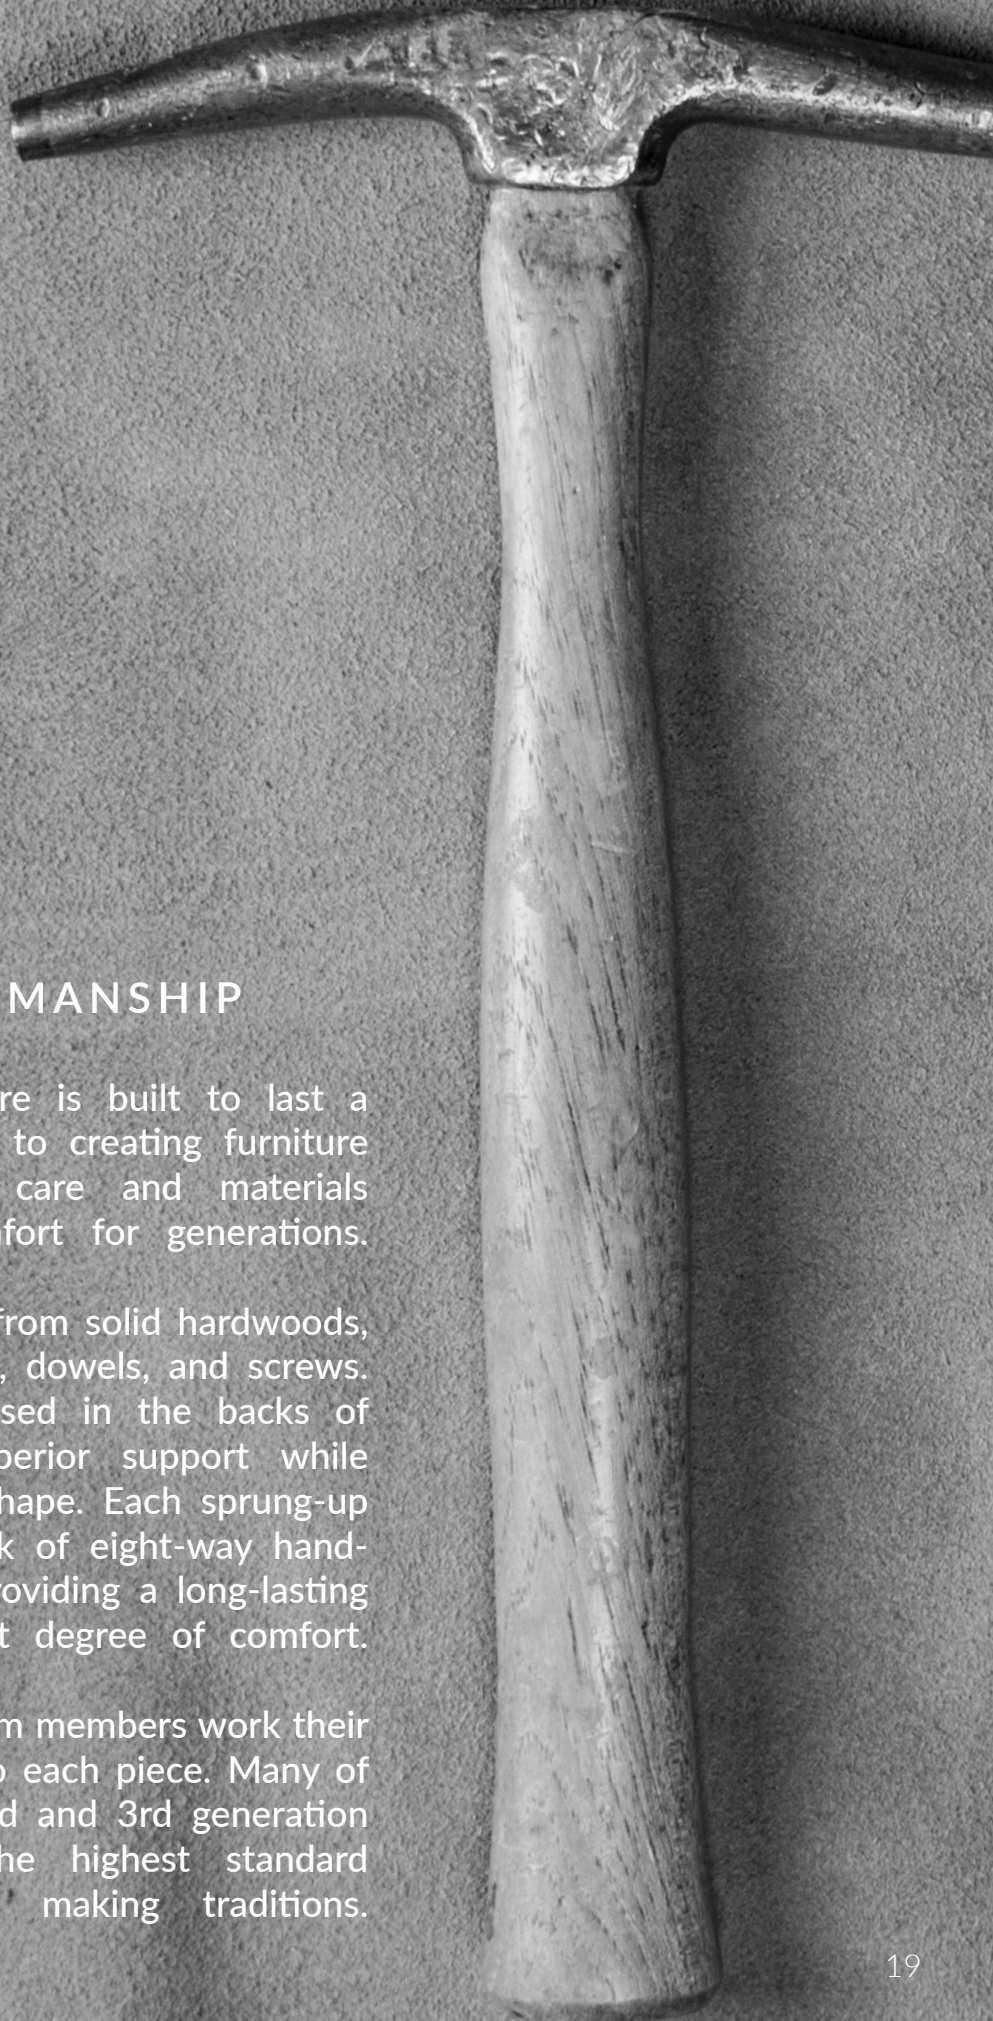 MANSHIP
re is built to last a
to creating furniture
care and materials
fort for generations.
from solid hardwoods,
, dowels, and screws.
sed in the backs of
perior support while
hape. Each sprung-up
k of eight-way hand-
roviding a long-lasting
t degree of comfort.
m members work their
o each piece. Many of
d and 3rd generation
he highest standard
making traditions.
19